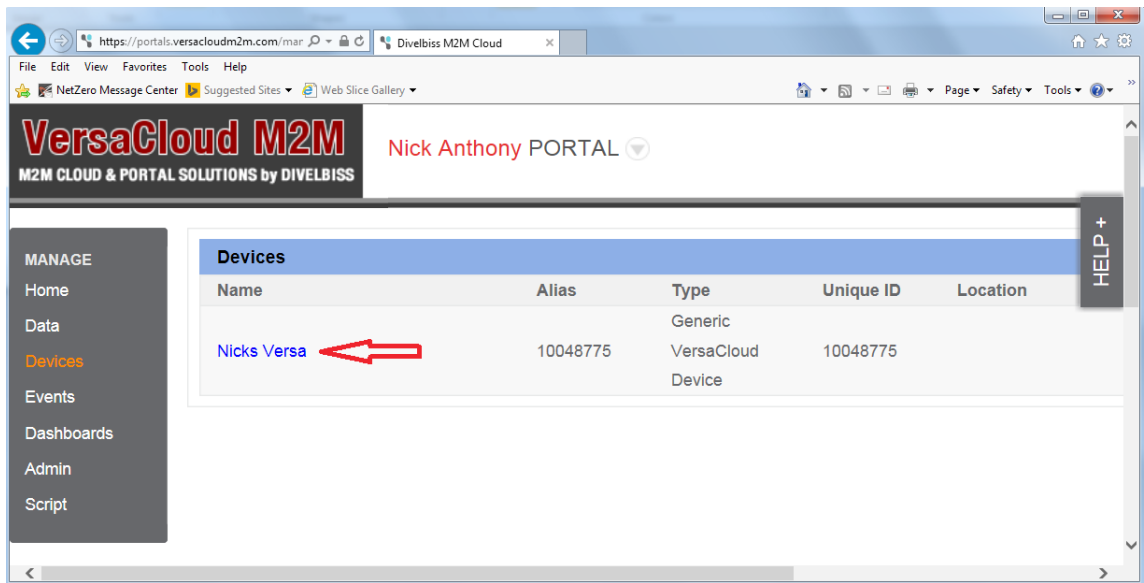 https://portals.versacloudm2m.com/mar
Divelbiss M2M Cloud
File Edit View Favorites Tools Help
NetZero Message Center Suggested Sites Web Slice Gallery Page Safety Tools
VersaCloud M2M
M2M CLOUD & PORTAL SOLUTIONS by DIVELBISS
Nick Anthony PORTAL
HELP +
MANAGE
Home
Data
Devices
Events
Dashboards
Admin
Script
Devices
Name Alias Type Unique ID Location
Nicks Versa 10048775 Generic VersaCloud Device 10048775